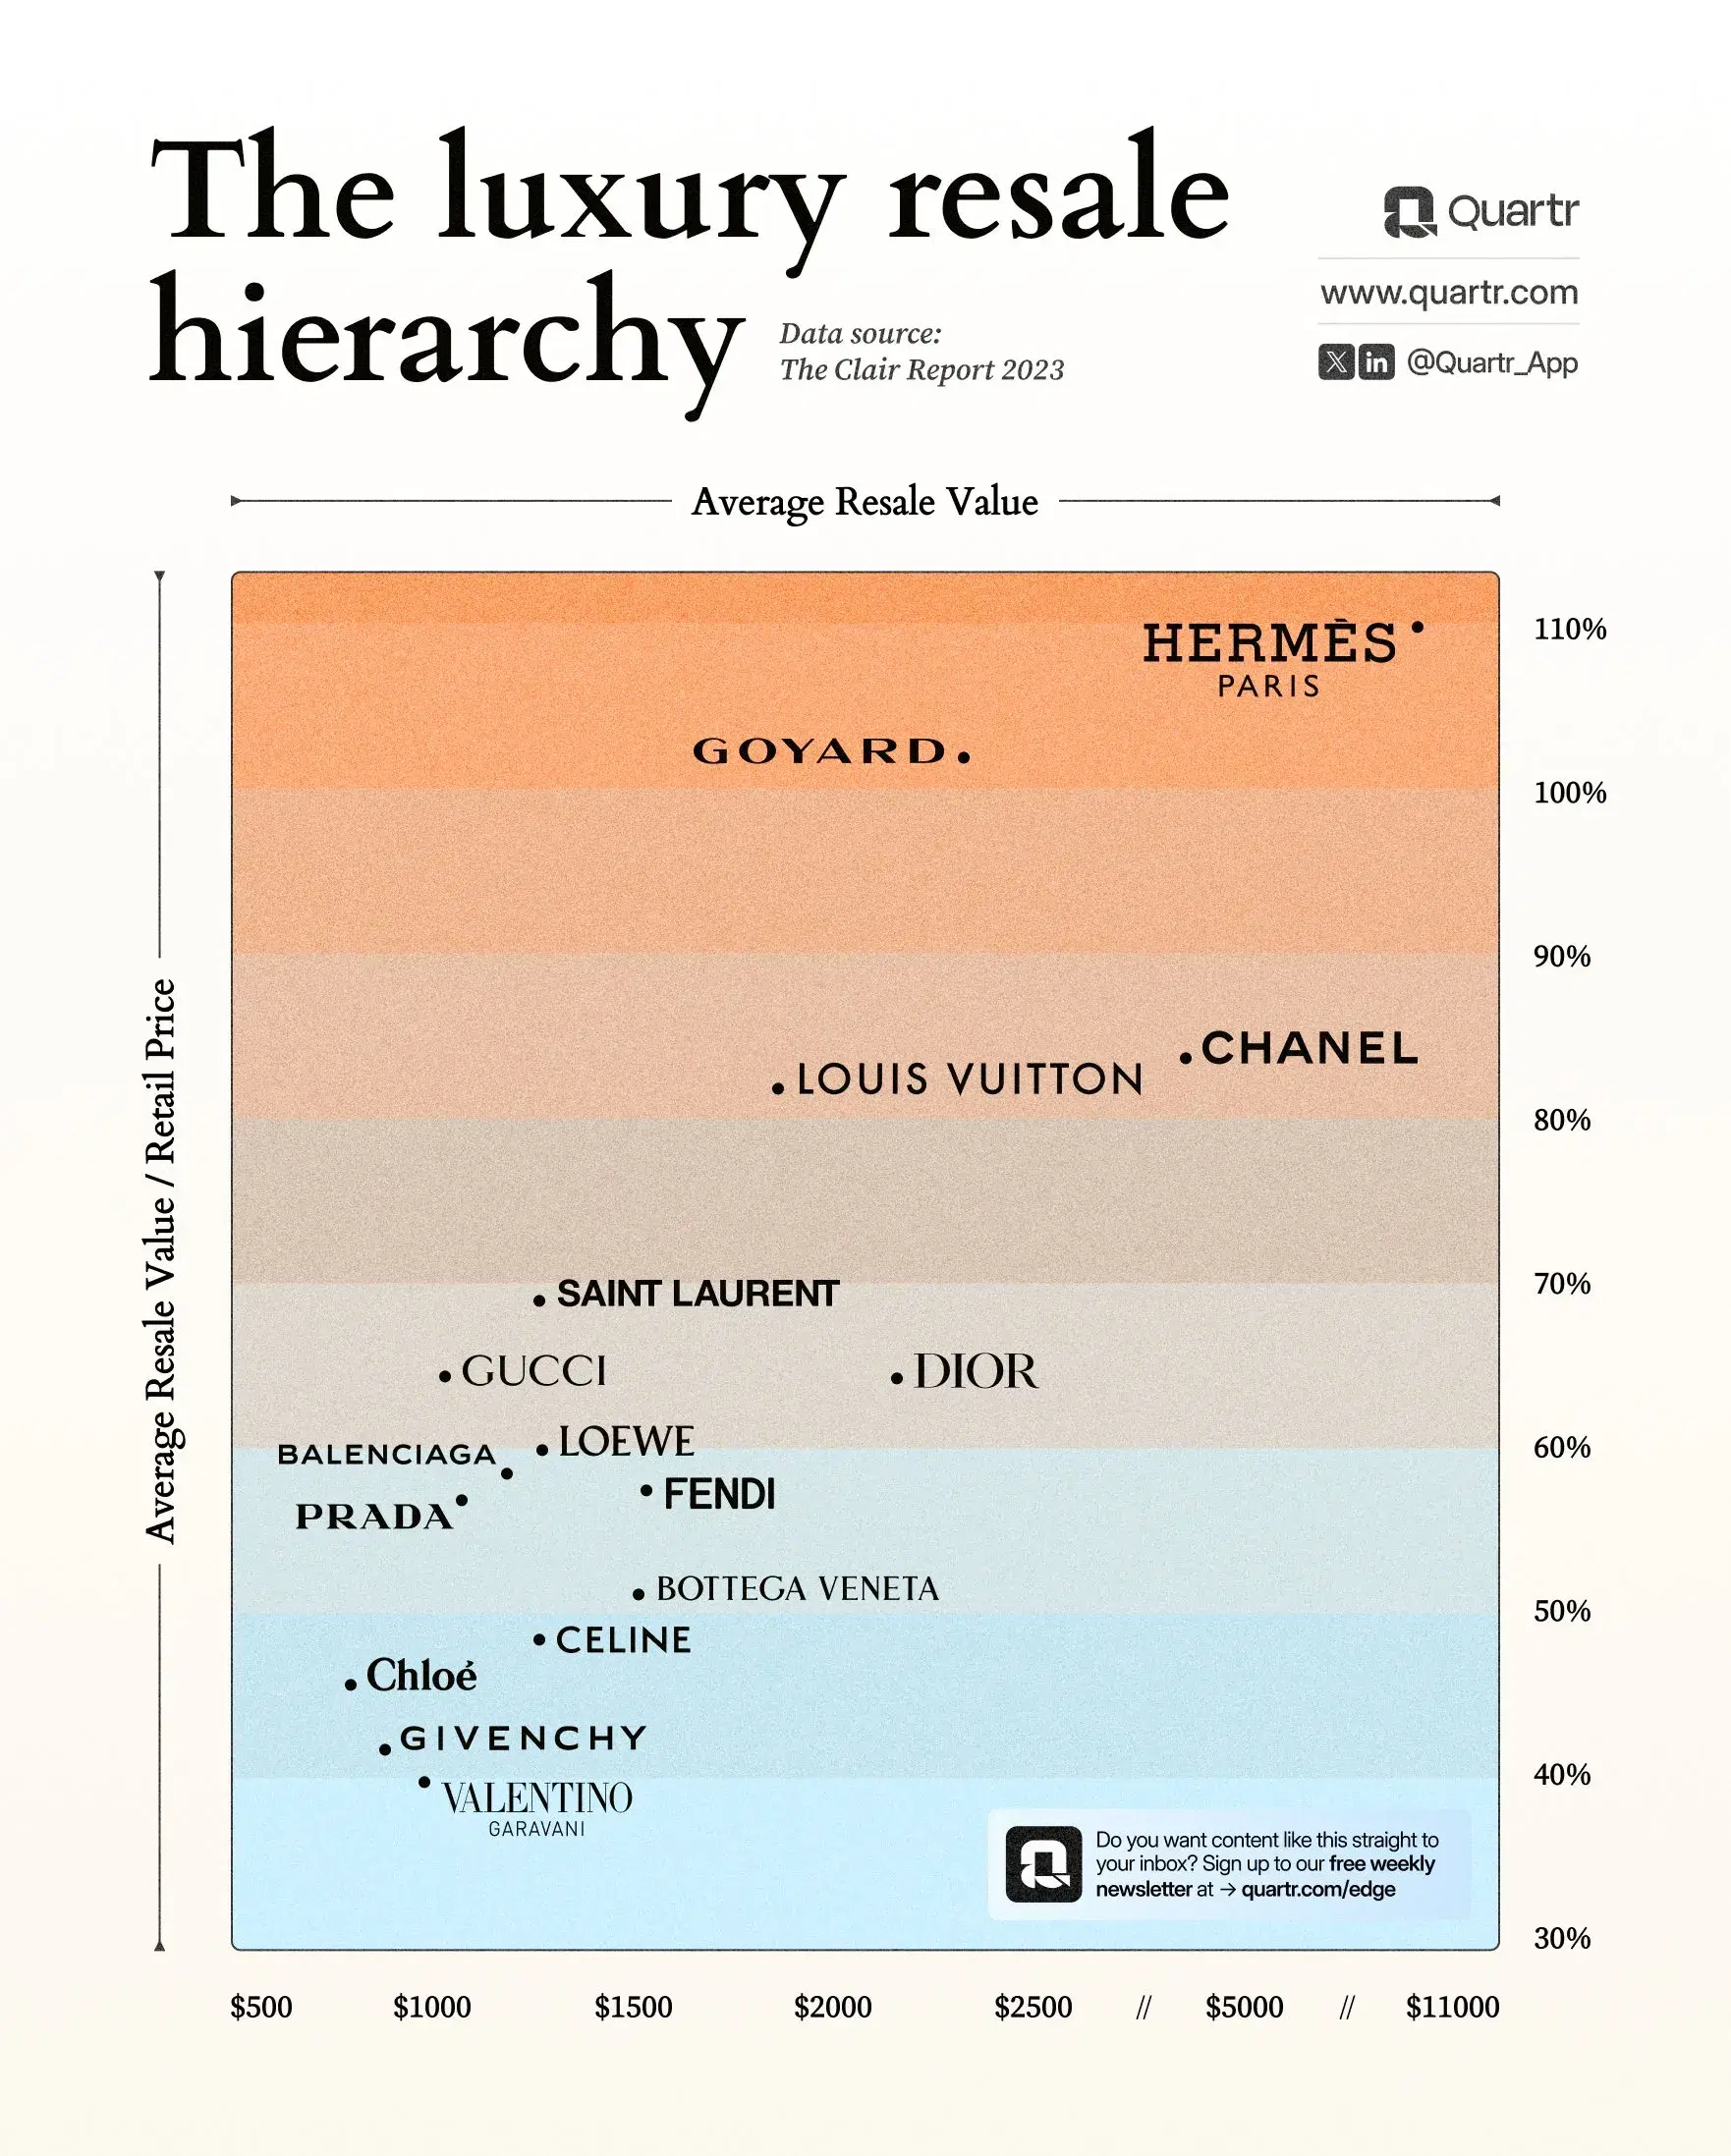 The luxury resale
hierarchy
Data source:
The Clair Report 2023
Quartr
www.quartr.com
@Quartr_App
Average Resale Value
Average Resale Value / Retail Price
HERMÈS
PARIS
GOYARD
CHANEL
LOUIS VUITTON
SAINT LAURENT
GUCCI
DIOR
LOEWE
BALENCIAGA
FENDI
PRADA
BOTTEGA VENETA
CELINE
Chloé
GIVENCHY
VALENTINO
GARAVANI
110%
100%
90%
80%
70%
60%
50%
40%
30%
Do you want content like this straight to
your inbox? Sign up to our free weekly
newsletter at → quartr.com/edge
$500 $1000 $1500 $2000 $2500 // $5000 // $11000